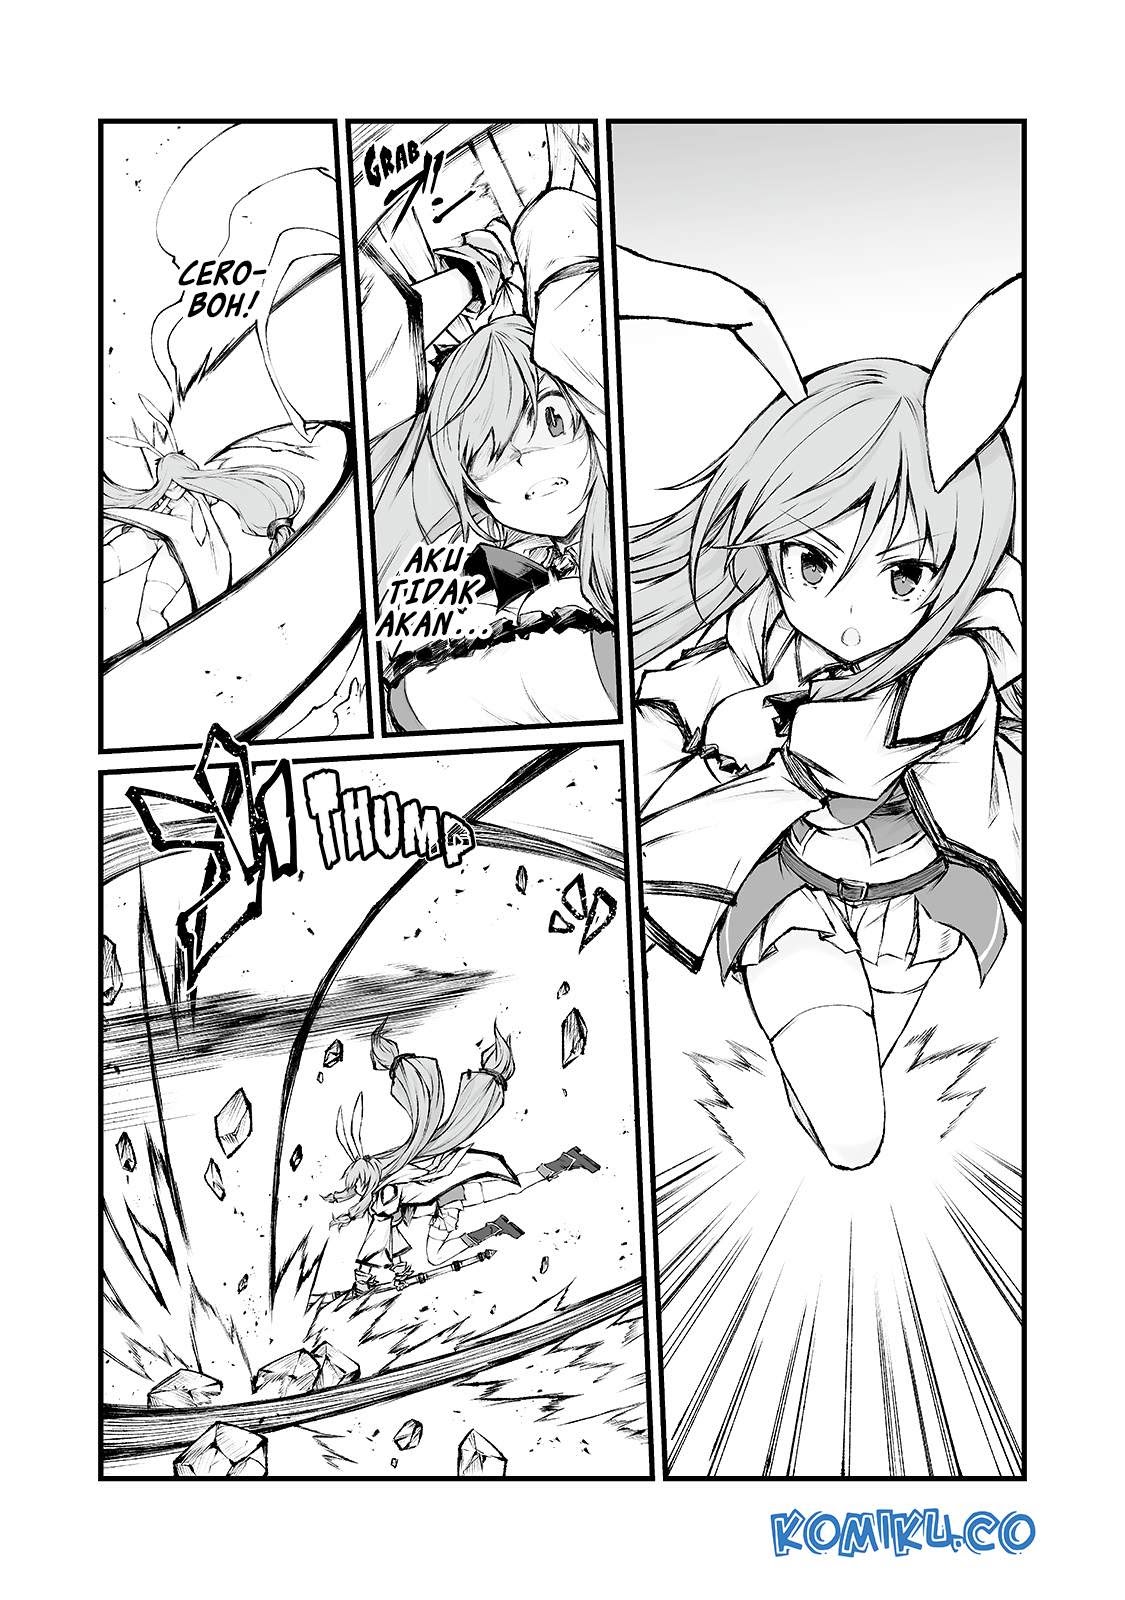 GRAB
CERO-
BOH!
AKU
TIDAK
AKAN...
THUMP
KOMIKU.CO